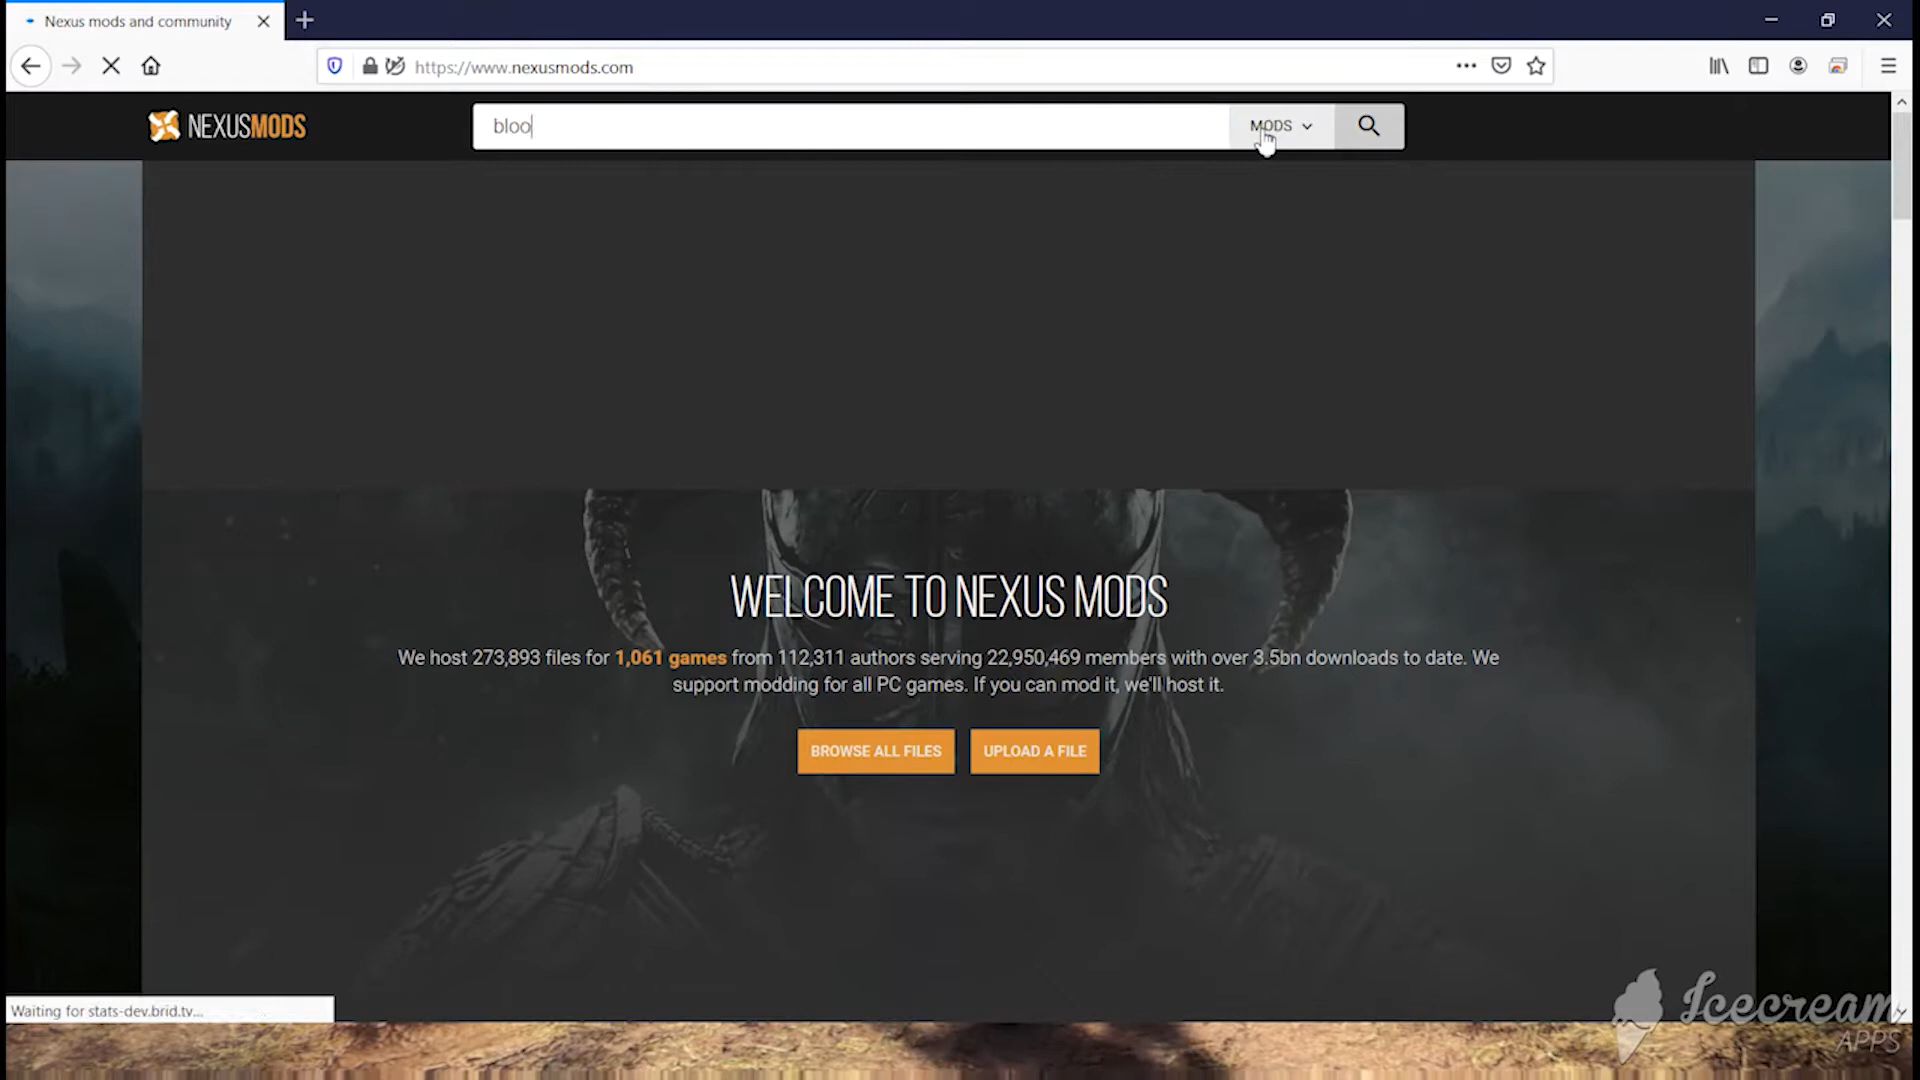 Nexus mods and community
https://www.nexusmods.com
NEXUSMODS
bloo
MODS
WELCOME TO NEXUS MODS
We host 273,893 files for 1,061 games from 112,311 authors serving 22,950,469 members with over 3.5bn downloads to date. We
support modding for all PC games. If you can mod it, we'll host it.
BROWSE ALL FILES
UPLOAD A FILE
Waiting for stats-dev.brid.tv...
Icecream
APPS